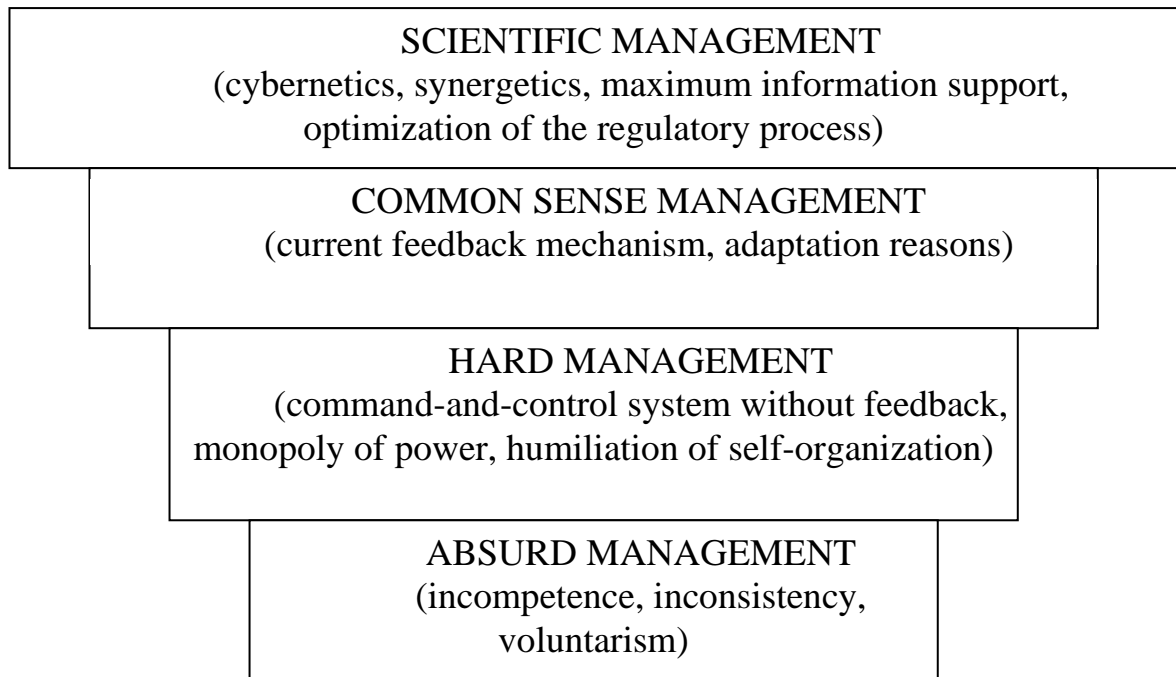 SCIENTIFIC MANAGEMENT
(cybernetics, synergetics, maximum information support,
optimization of the regulatory process)
COMMON SENSE MANAGEMENT
(current feedback mechanism, adaptation reasons)
HARD MANAGEMENT
(command-and-control system without feedback,
monopoly of power, humiliation of self-organization)
ABSURD MANAGEMENT
(incompetence, inconsistency,
voluntarism)